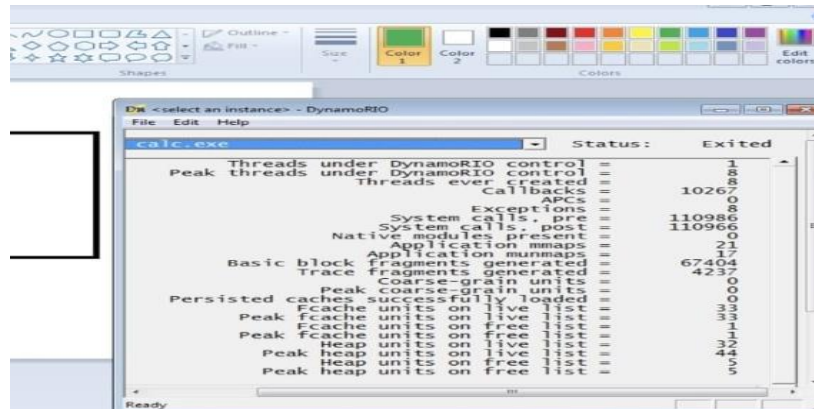 Outline
Fill
Shapes
Size
Color 1
Color 2
Edit colors
Colors
<select an instance> - DynamoRIO
File Edit Help
calc.exe Status: Exited
Threads under DynamoRIO control = 1
Peak threads under DynamoRIO control = 8
Threads ever created = 8
Callbacks = 10267
APCs = 0
Exceptions = 8
System calls, pre = 110986
System calls, post = 110966
Native modules present = 0
Application mmaps = 21
Application munmaps = 17
Basic block fragments generated = 67404
Trace fragments generated = 4237
Coarse-grain units = 0
Peak coarse-grain units = 0
Persisted caches successfully loaded = 0
Fcache units on live list = 33
Peak fcache units on live list = 33
Fcache units on free list = 1
Peak fcache units on free list = 1
Heap units on live list = 32
Peak heap units on live list = 44
Heap units on free list = 5
Peak heap units on free list = 5
Ready